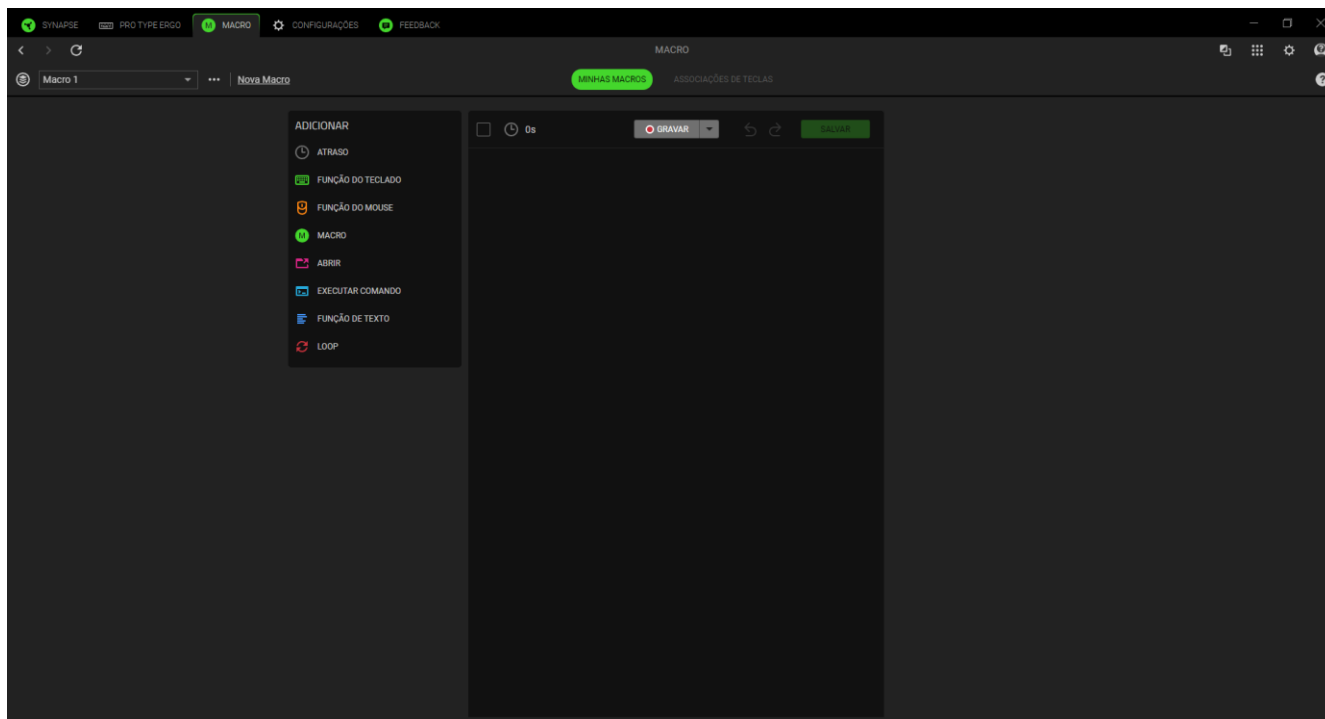 SYNAPSE PRO TYPE ERGO M MACRO CONFIGURAÇÕES FEEDBACK
MACRO
Macro 1 Nova Macro MINHAS MACROS ASSOCIAÇÕES DE TECLAS ?
ADICIONAR
0s GRAVAR SALVAR
ATRASO
FUNÇÃO DO TECLADO
FUNÇÃO DO MOUSE
M MACRO
ABRIR
EXECUTAR COMANDO
FUNÇÃO DE TEXTO
LOOP